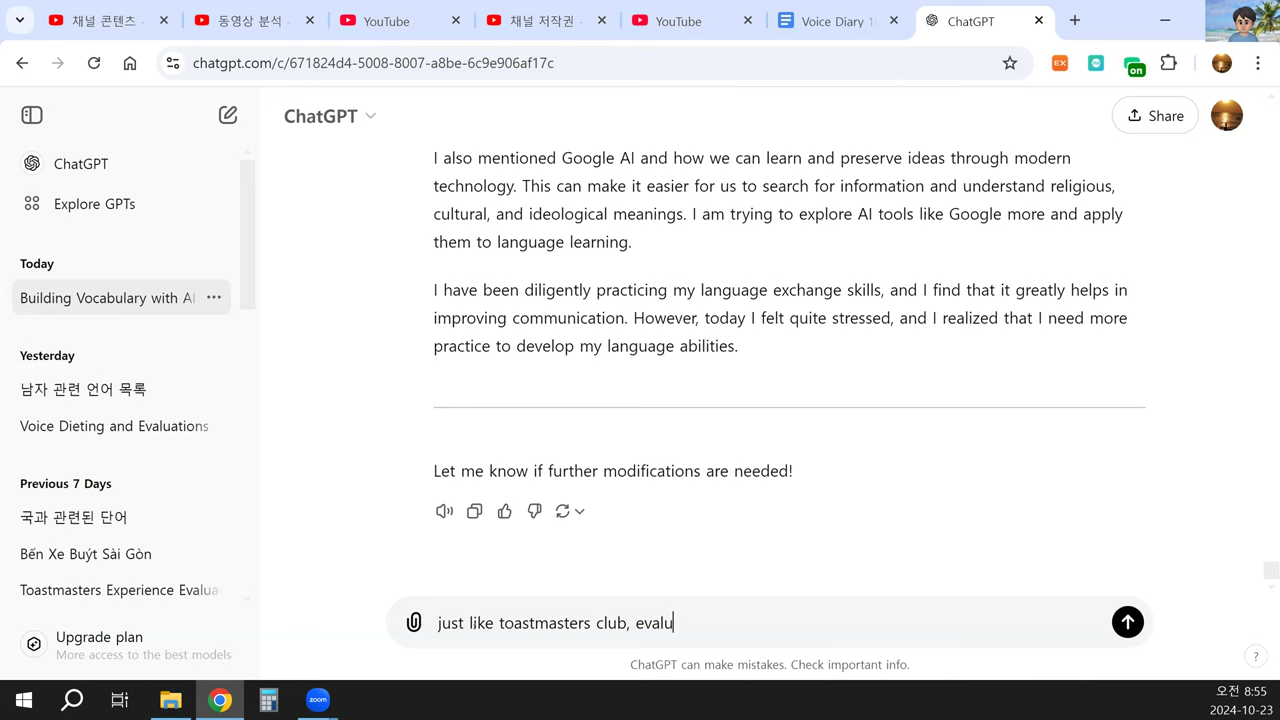 채널 콘텐츠 -
동영상 분석 -
YouTube
채널 저작권 -
YouTube
Voice Diary 1
ChatGPT
chatgpt.com/c/671824d4-5008-8007-a8be-6c9e906af17c
EX
on
ChatGPT
Share
ChatGPT
Explore GPTs
Today
Building Vocabulary with AI
Yesterday
남자 관련 언어 목록
Voice Dieting and Evaluations
Previous 7 Days
국과 관련된 단어
Bến Xe Buýt Sài Gòn
Toastmasters Experience Evalua
Upgrade plan
More access to the best models
I also mentioned Google AI and how we can learn and preserve ideas through modern
technology. This can make it easier for us to search for information and understand religious,
cultural, and ideological meanings. I am trying to explore AI tools like Google more and apply
them to language learning.
I have been diligently practicing my language exchange skills, and I find that it greatly helps in
improving communication. However, today I felt quite stressed, and I realized that I need more
practice to develop my language abilities.
Let me know if further modifications are needed!
just like toastmasters club, evalu
ChatGPT can make mistakes. Check important info.
?
zoom
오전 8:55
2024-10-23